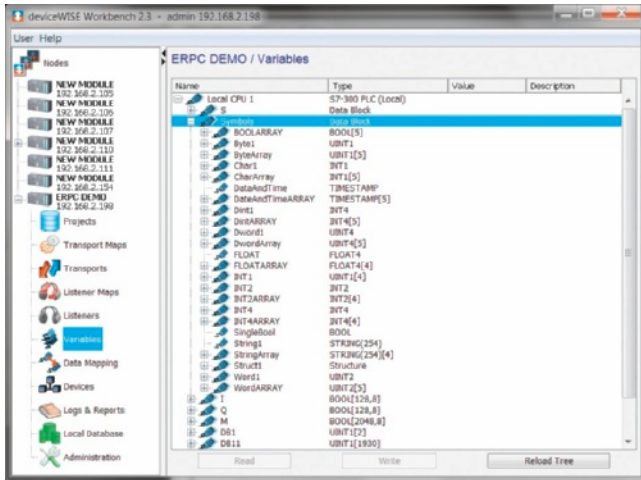 deviceWISE Workbench 2.3 - admin 192.168.2.198
User Help
Nodes
NEW MODULE
192.168.2.105
NEW MODULE
192.168.2.106
NEW MODULE
192.168.2.107
NEW MODULE
192.168.2.110
NEW MODULE
192.168.2.111
NEW MODULE
192.168.2.154
ERPC DEMO
192.168.2.198
Projects
Transport Maps
Transports
Listener Maps
Listeners
Variables
Data Mapping
Devices
Logs & Reports
Local Database
Administration
ERPC DEMO / Variables
Name Type Value Description
Local CPU 1 S7-300 PLC (Local)
S Data Block
Symbols Data Block
BOOLARRAY BOOL[5]
Byte1 UINT1
ByteArray UINT1[5]
Char1 INT1
CharArray INT1[5]
DataAndTime TIMESTAMP
DateAndTimeARRAY TIMESTAMP[5]
Dint1 INT4
DintARRAY INT4[5]
Dword1 UINT4
DwordArray UINT4[5]
FLOAT FLOAT4
FLOATARRAY FLOAT4[4]
INT1 UINT1[4]
INT2 INT2
INT2ARRAY INT2[4]
INT4 INT4
INT4ARRAY INT4[4]
SingleBool BOOL
String1 STRING(254)
StringArray STRING(254)[4]
Struct1 Structure
Word1 UINT2
WordARRAY UINT2[5]
I BOOL[128,8]
Q BOOL[128,8]
M BOOL[2048,8]
DB1 UINT1[2]
DB11 UINT1[1930]
Read Write Reload Tree